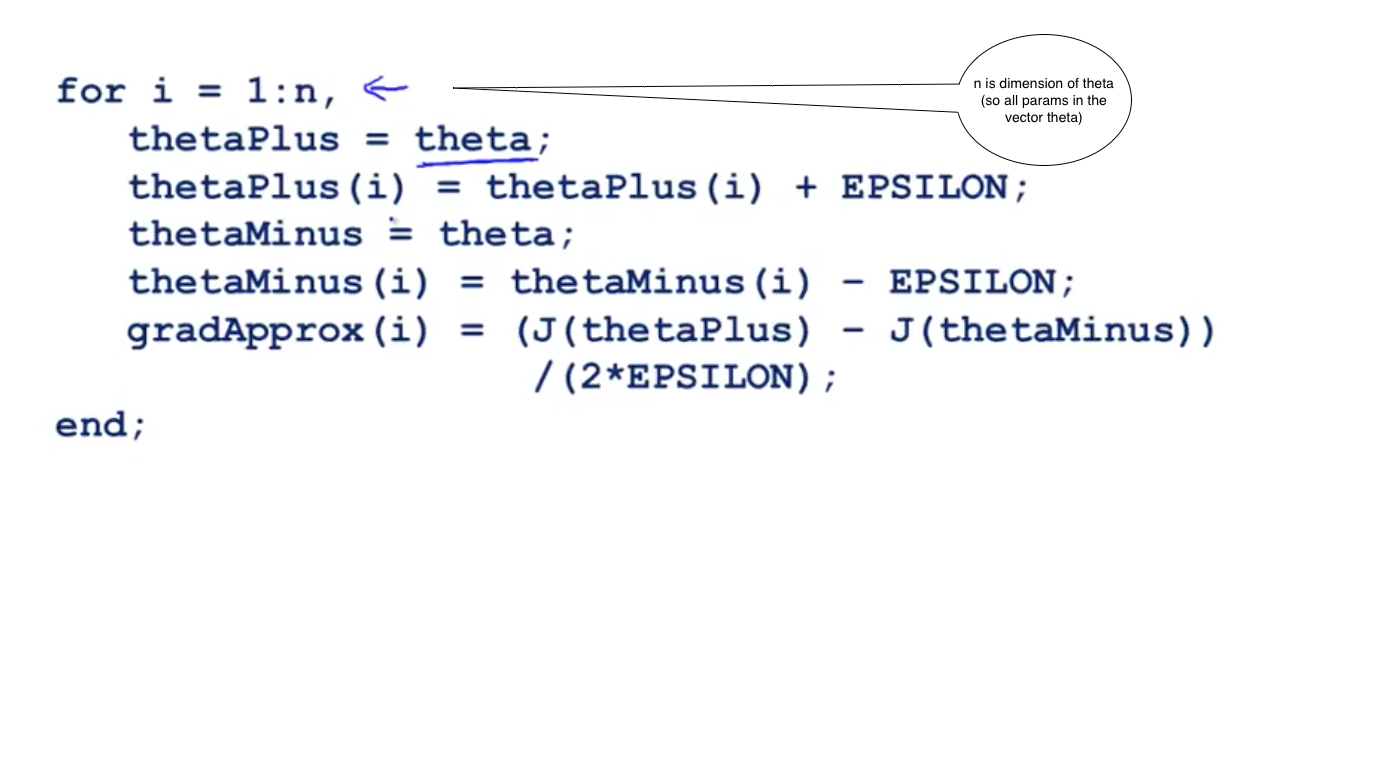 for i = 1:n,
n is dimension of theta
(so all params in the
vector theta)
thetaPlus = theta;
thetaPlus(i) = thetaPlus(i) + EPSILON;
thetaMinus = theta;
thetaMinus(i) = thetaMinus(i) - EPSILON;
gradApprox(i) = (J(thetaPlus) - J(thetaMinus))
/(2*EPSILON);
end;